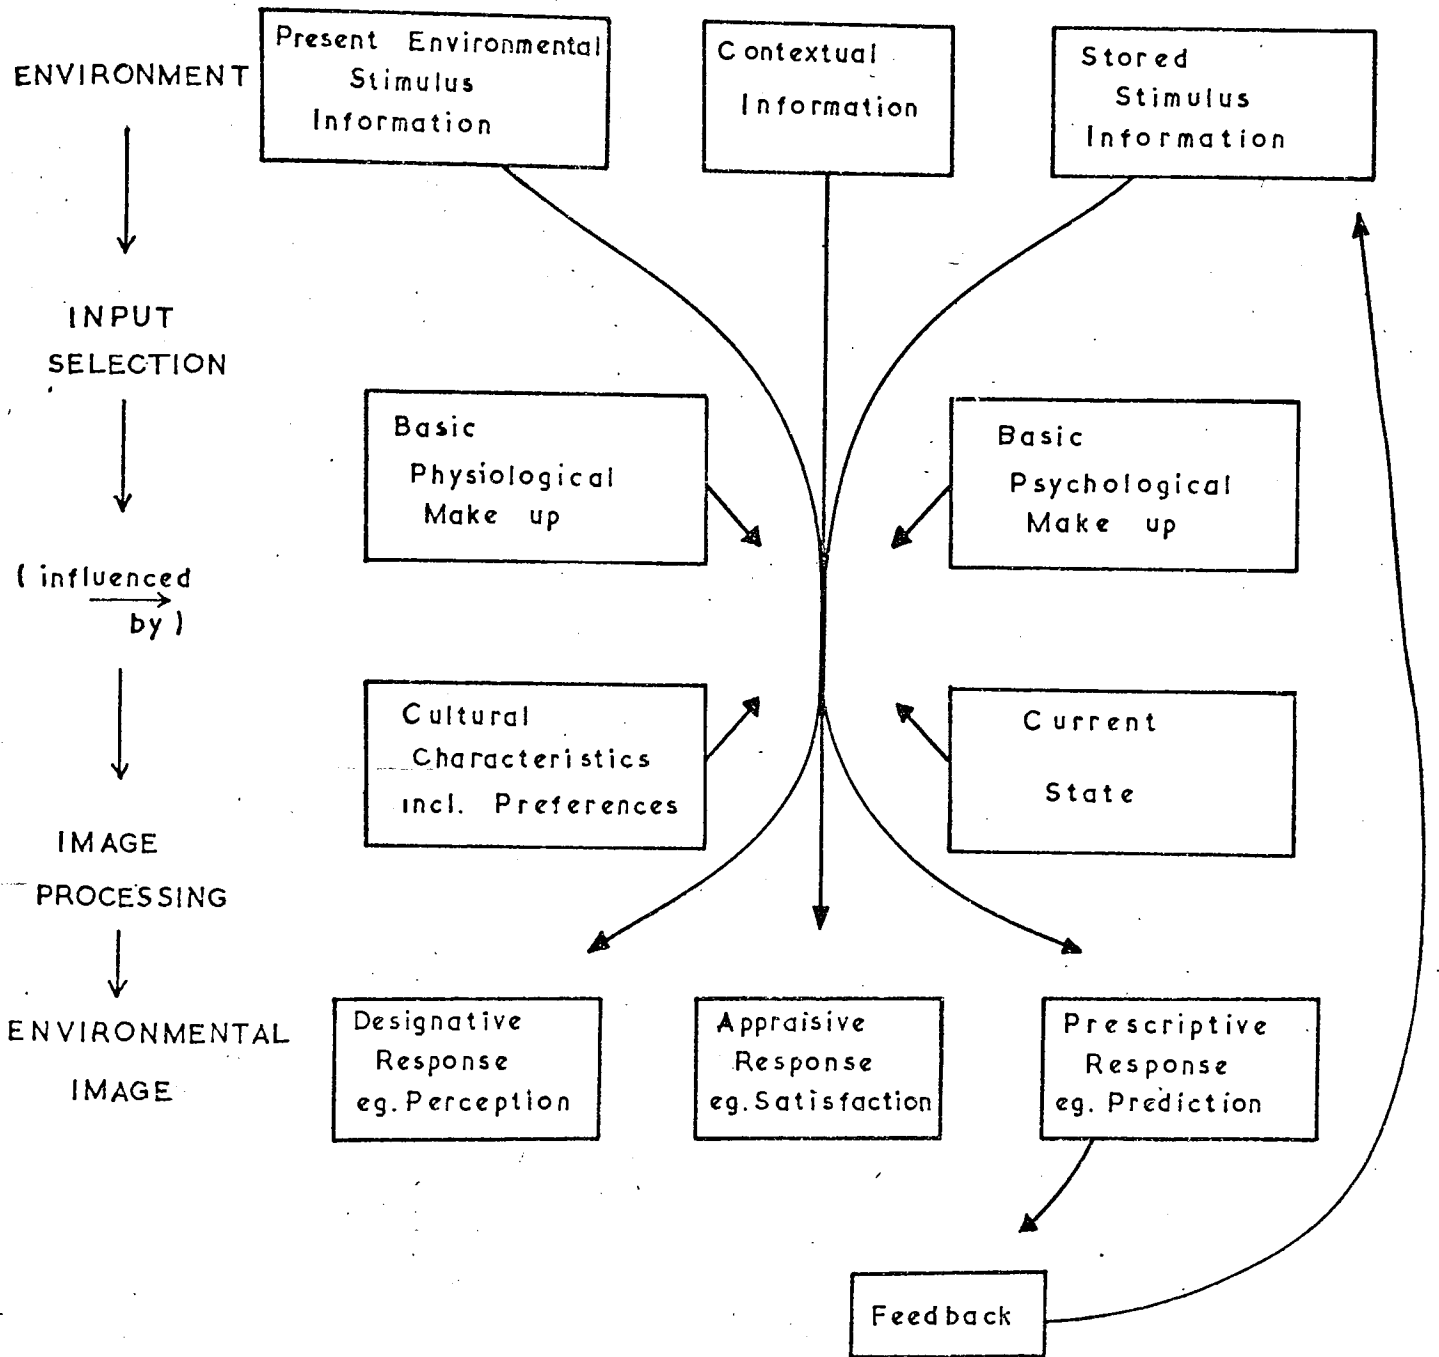 ENVIRONMENT
Present Environmental
Stimulus
Information
Contextual
Information
Stored
Stimulus
Information
INPUT
SELECTION
Basic
Physiological
Make up
Basic
Psychological
Make up
( influenced
by )
Cultural
Characteristics
incl. Preferences
Current
State
IMAGE
PROCESSING
ENVIRONMENTAL
IMAGE
Designative
Response
eg. Perception
Appraisive
Response
eg. Satisfaction
Prescriptive
Response
eg. Prediction
Feedback